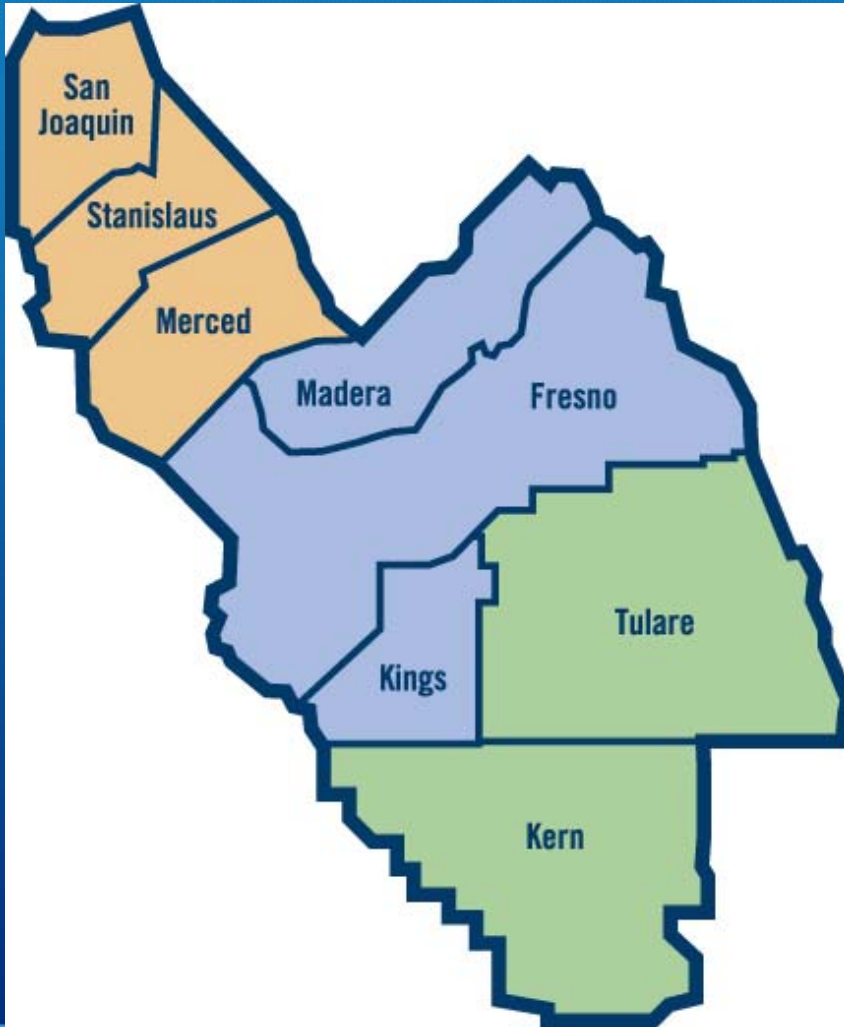 San
Joaquin
Stanislaus
Merced
Madera
Fresno
Tulare
Kings
Kern